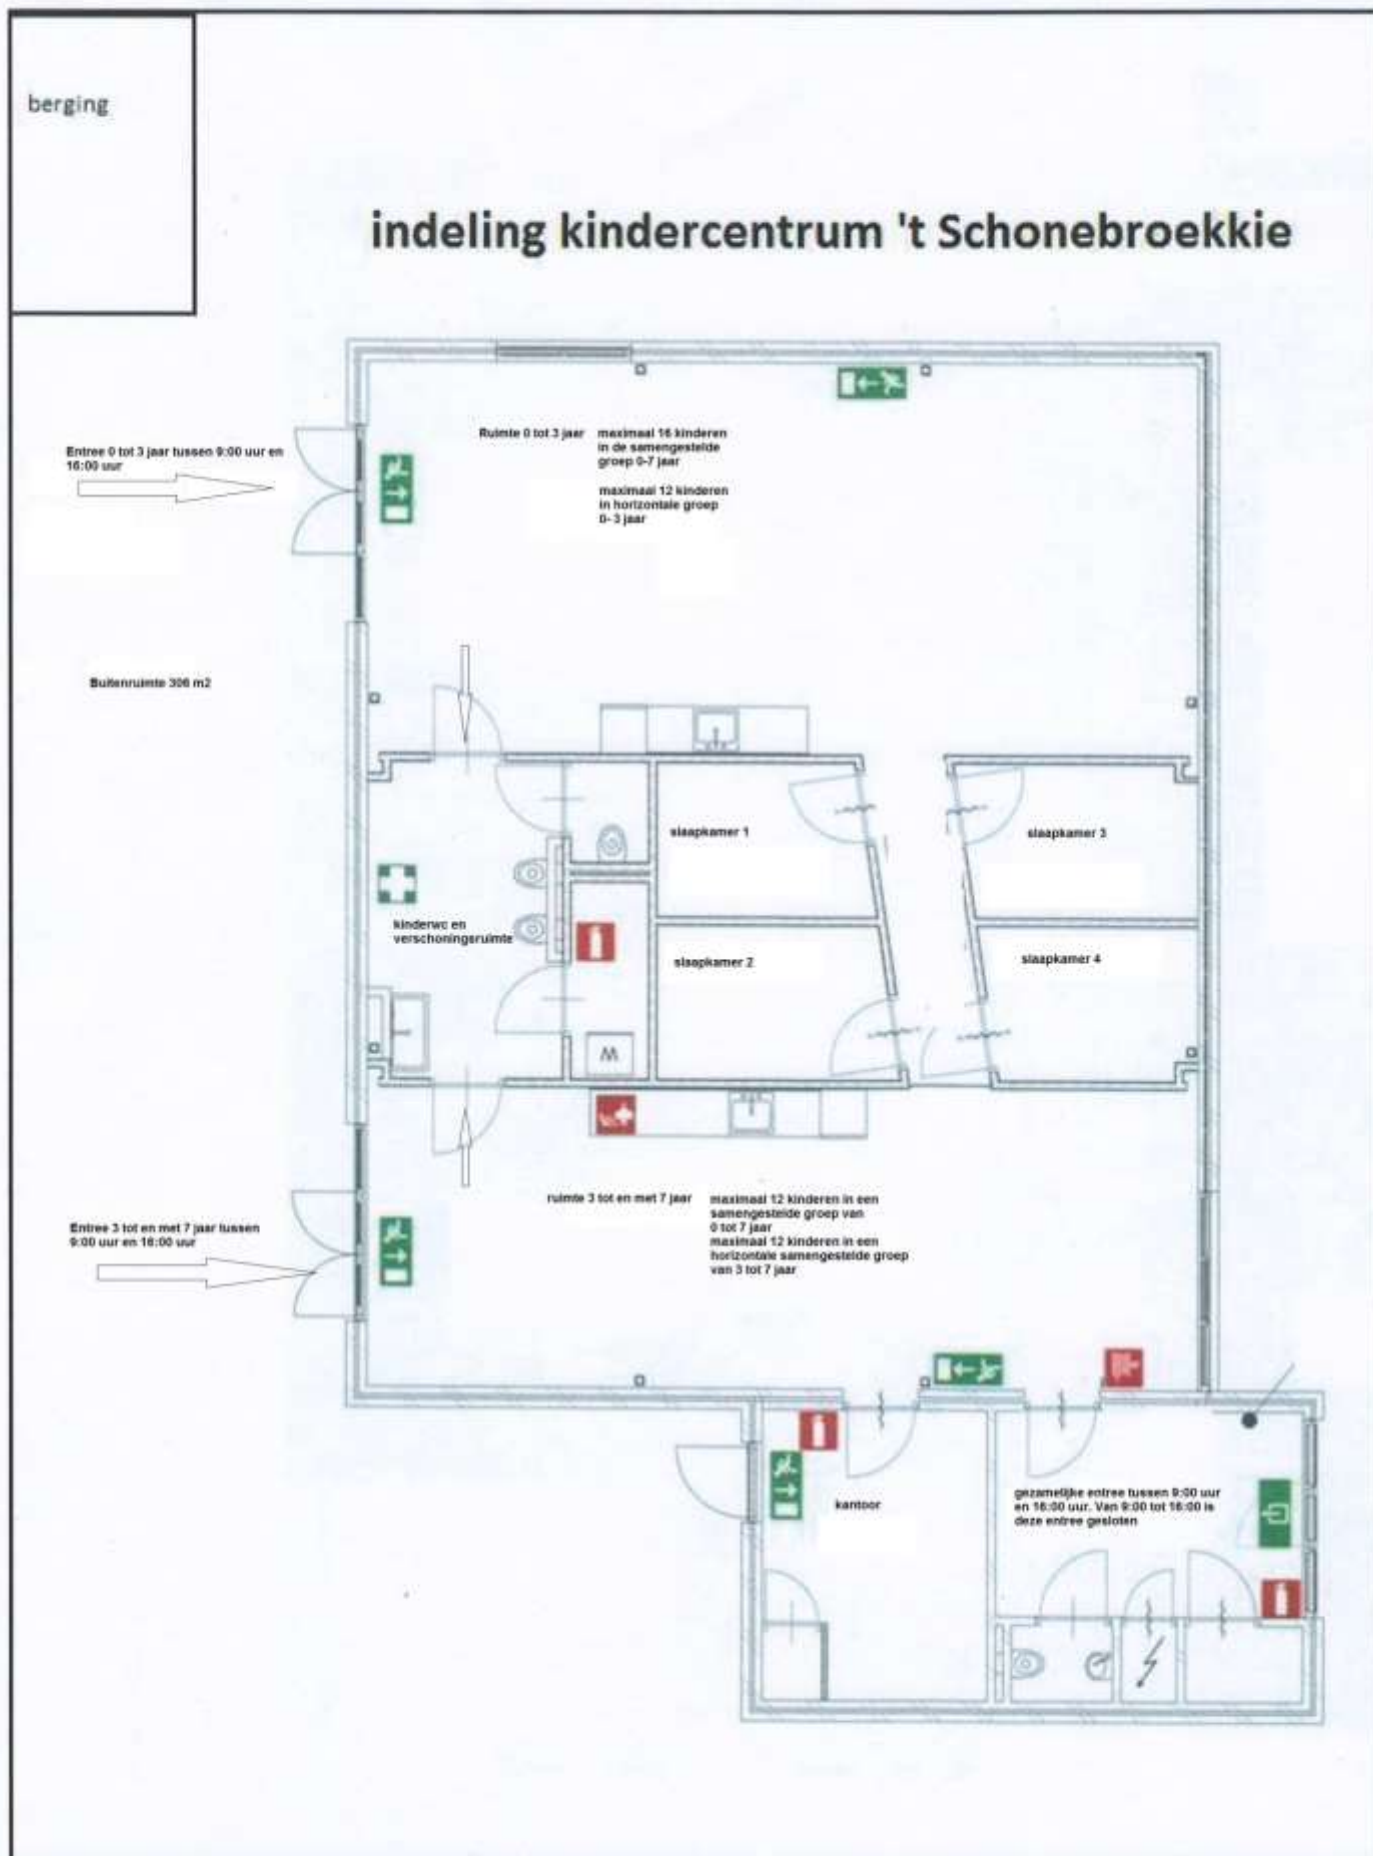 berging
indeling kindercentrum 't Schonebroekkie
Entree 0 tot 3 jaar tussen 9:00 uur en
16:00 uur
Ruimte 0 tot 3 jaar
maximaal 16 kinderen
in de samengestelde
groep 0-7 jaar
maximaal 12 kinderen
in horizontale groep
0- 3 jaar
Buitenruimte 306 m2
slaapkamer 1
slaapkamer 3
kinderwc en
verschoningsruimte
slaapkamer 2
slaapkamer 4
W
ruimte 3 tot en met 7 jaar
maximaal 12 kinderen in een
samengestelde groep van
0 tot 7 jaar
maximaal 12 kinderen in een
horizontale samengestelde groep
van 3 tot 7 jaar
Entree 3 tot en met 7 jaar tussen
9:00 uur en 16:00 uur
kantoor
gezamelijke entree tussen 9:00 uur
en 16:00 uur. Van 9:00 tot 16:00 is
deze entree gesloten